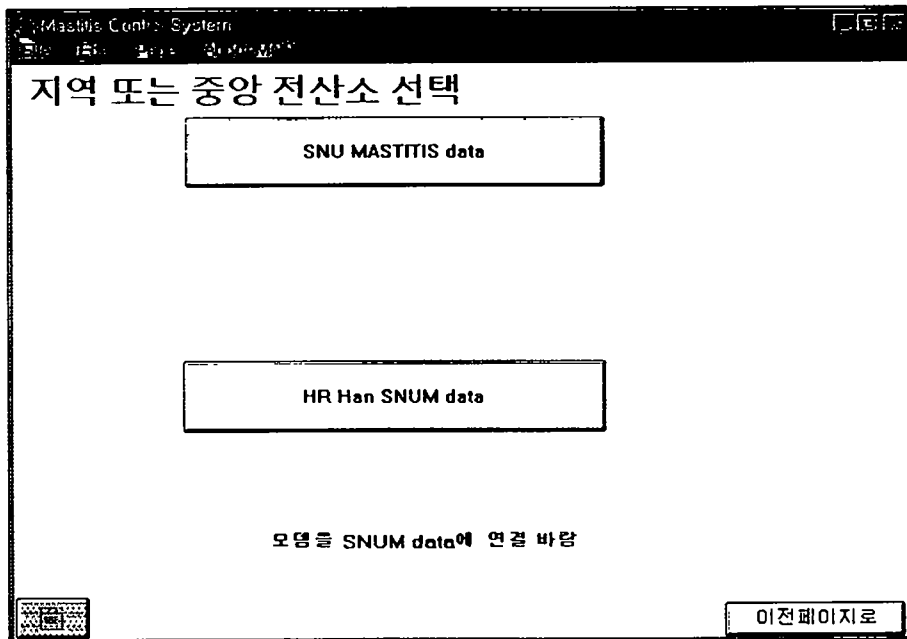 Mastitis Control System
File
지역 또는 중앙 전산소 선택
SNU MASTITIS data
HR Han SNUM data
모뎀을 SNUM data에 연결 바람
이전페이지로